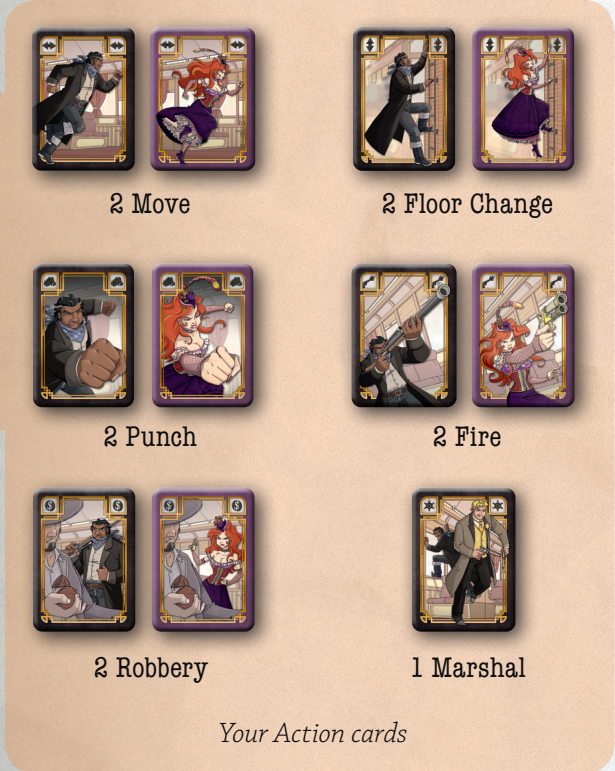 2 Move
2 Floor Change
2 Punch
2 Fire
2 Robbery
1 Marshal
Your Action cards